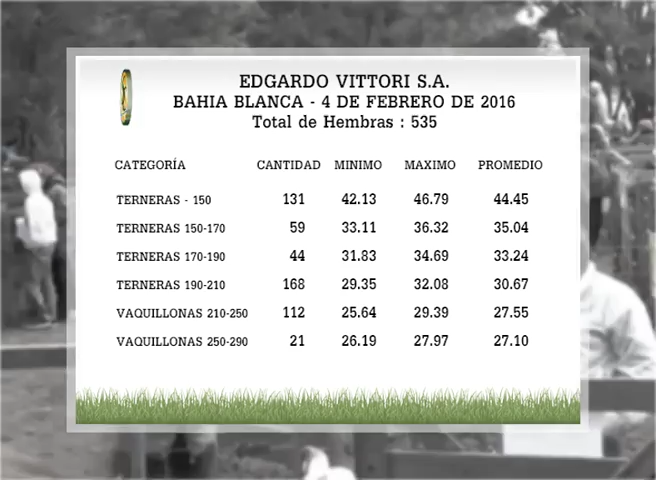 EDGARDO VITTORI S.A.
BAHIA BLANCA - 4 DE FEBRERO DE 2016
Total de Hembras : 535
CATEGORÍA CANTIDAD MINIMO MAXIMO PROMEDIO
TERNERAS - 150 131 42.13 46.79 44.45
TERNERAS 150-170 59 33.11 36.32 35.04
TERNERAS 170-190 44 31.83 34.69 33.24
TERNERAS 190-210 168 29.35 32.08 30.67
VAQUILLONAS 210-250 112 25.64 29.39 27.55
VAQUILLONAS 250-290 21 26.19 27.97 27.10